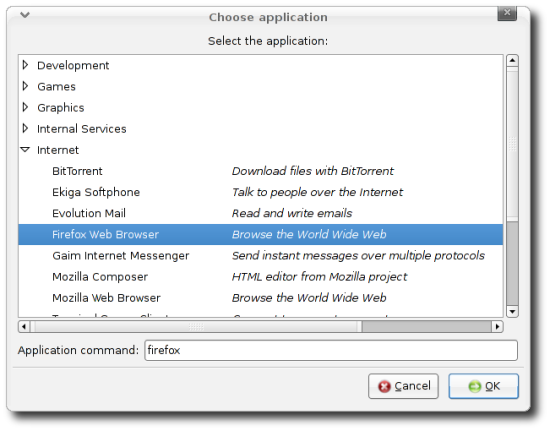 Choose application
Select the application:
Development
Games
Graphics
Internal Services
Internet
BitTorrent Download files with BitTorrent
Ekiga Softphone Talk to people over the Internet
Evolution Mail Read and write emails
Firefox Web Browser Browse the World Wide Web
Gaim Internet Messenger Send instant messages over multiple protocols
Mozilla Composer HTML editor from Mozilla project
Mozilla Web Browser Browse the World Wide Web
Application command: firefox
Cancel OK